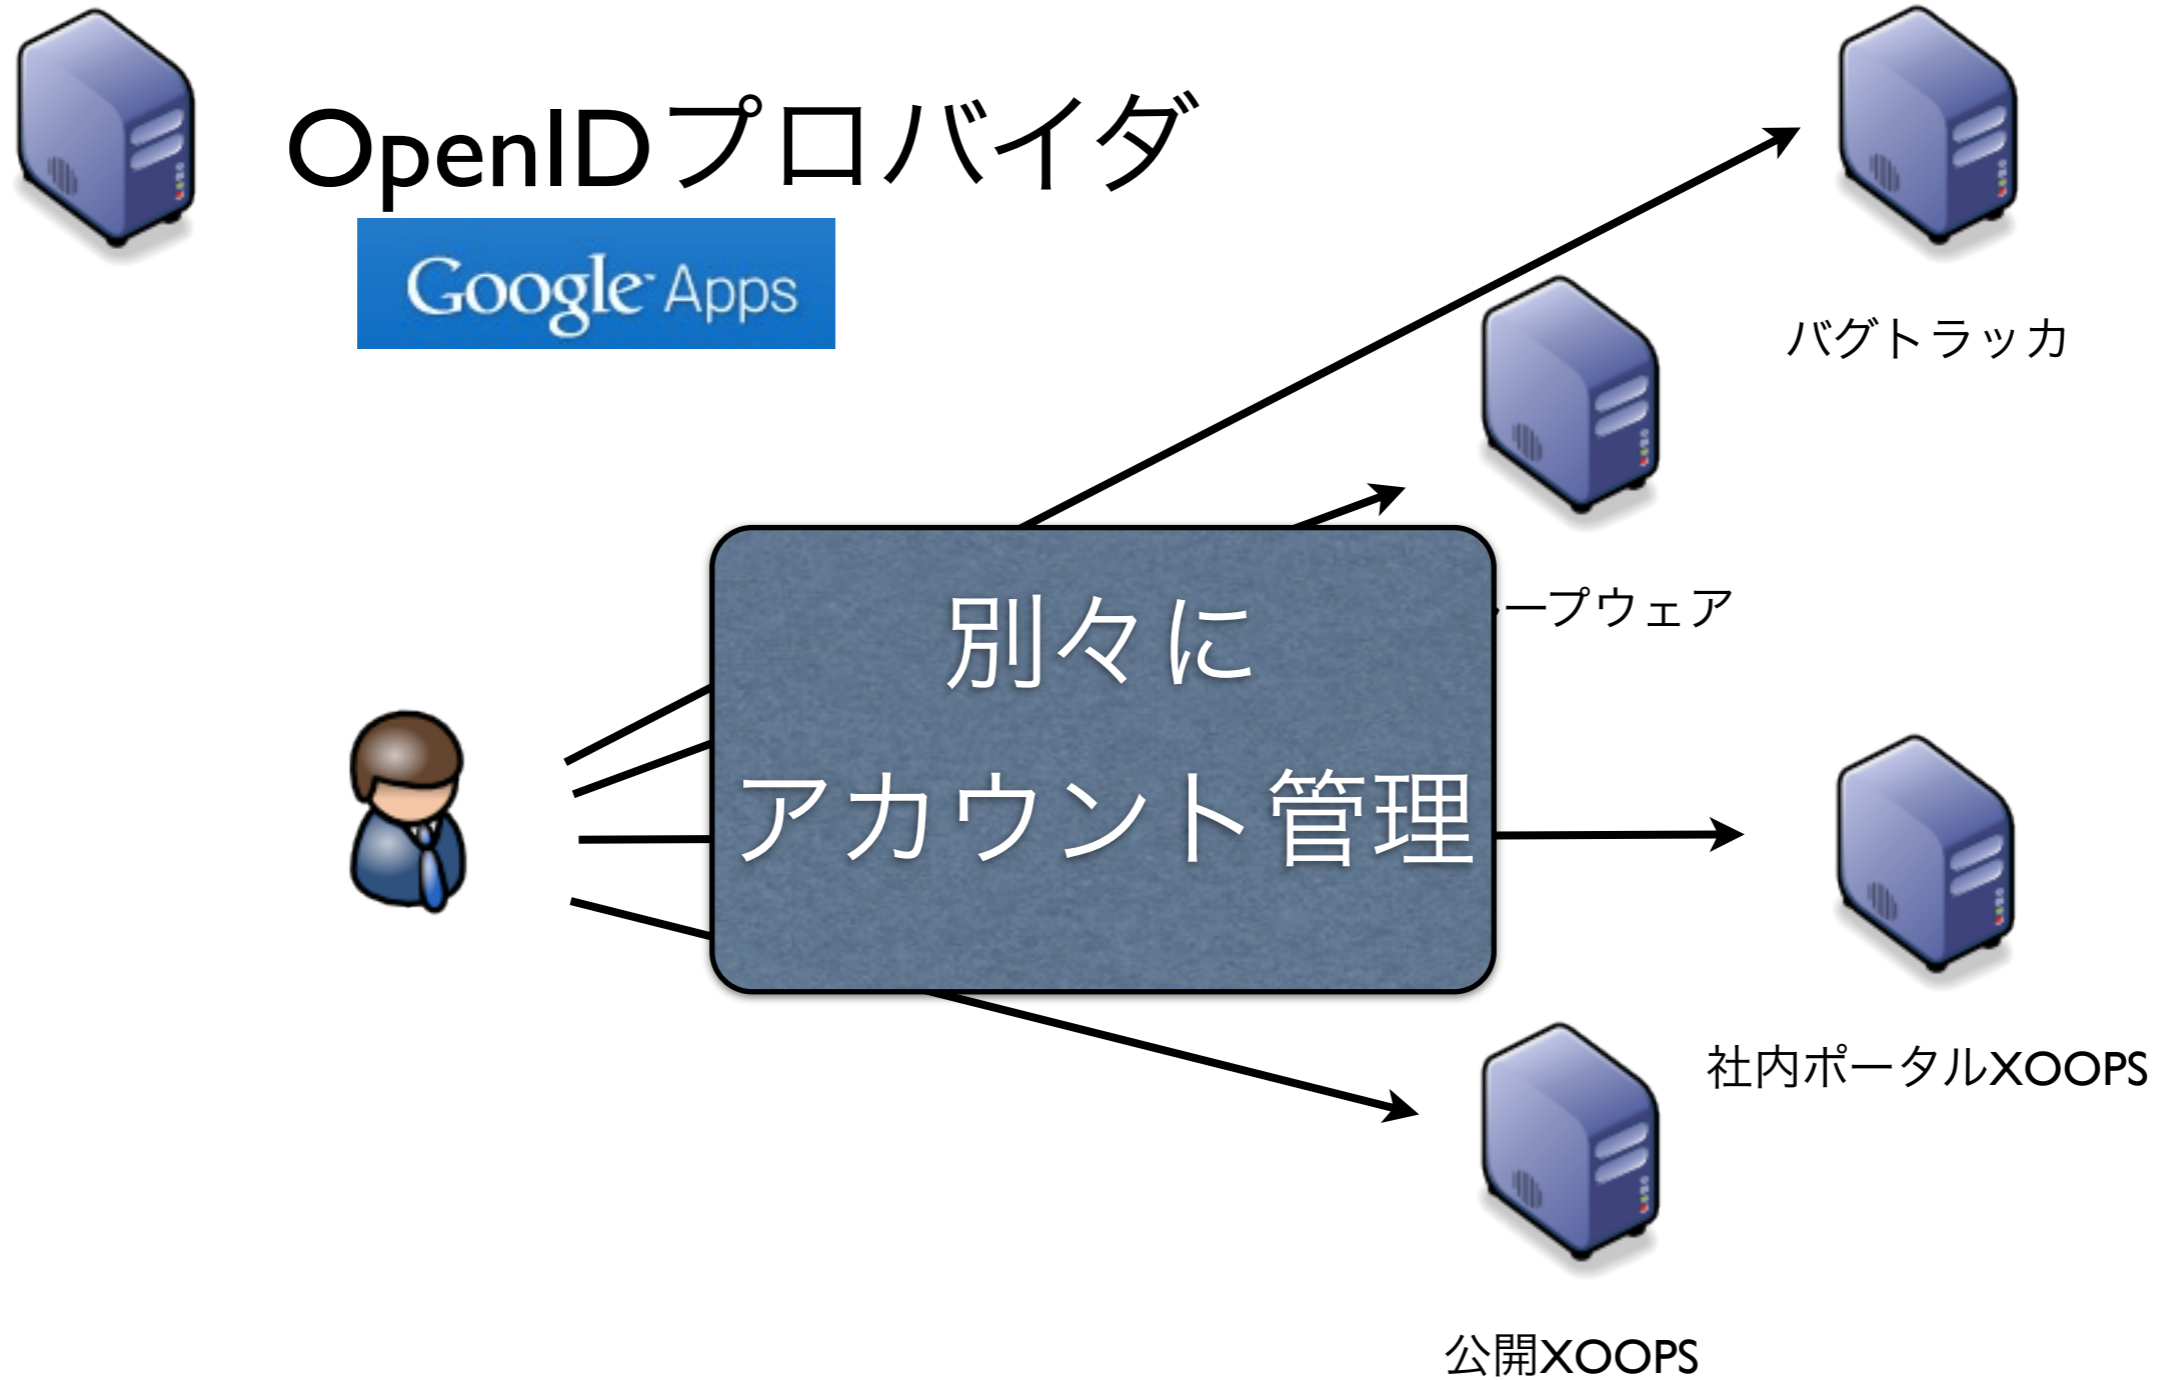 OpenIDプロバイダ
Google™ Apps
バグトラッカ
ープウェア
別々に
アカウント管理
社内ポータルXOOPS
公開XOOPS